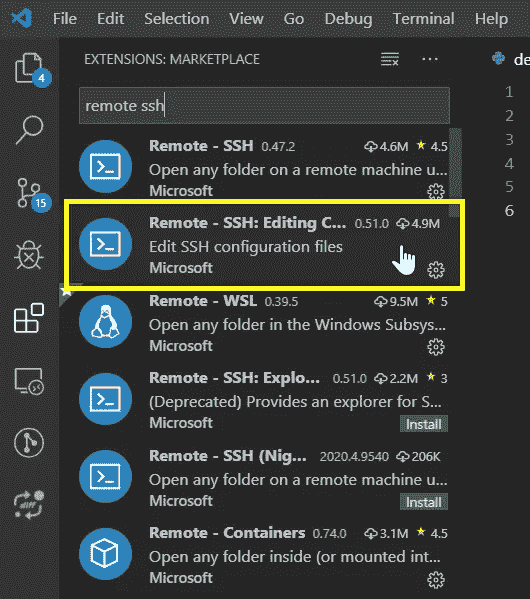 File Edit Selection View Go Debug Terminal Help
EXTENSIONS: MARKETPLACE ...
de
4
remote ssh
1
2
3
4
5
6
Remote - SSH 0.47.2 4.6M 4.5
Open any folder on a remote machine u...
Microsoft
15
Remote - SSH: Editing C... 0.51.0 4.9M
Edit SSH configuration files
Microsoft
Remote - WSL 0.39.5 9.5M 5
Open any folder in the Windows Subsys...
Microsoft
Remote - SSH: Explo... 0.51.0 2.2M 3
(Deprecated) Provides an explorer for S...
Microsoft Install
Remote - SSH (Nig... 2020.4.9540 206K
Open any folder on a remote machine u...
Microsoft Install
diff
Remote - Containers 0.74.0 3.1M 4.5
Open any folder inside (or mounted int...
Microsoft